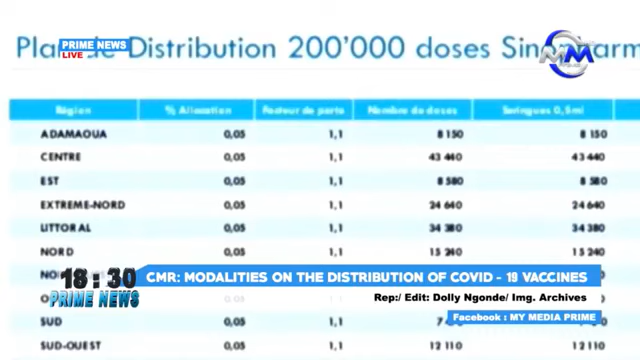 Plan de Distribution 200'000 doses Sinopharm
PRIME NEWS
LIVE
MM
Région % Allocation Facteur de perte Nombre de doses Seringues 0,5ml
ADAMAOUA 0,05 1,1 8 150 8 150
CENTRE 0,05 1,1 43 440 43 440
EST 0,05 1,1 8 580 8 580
EXTREME-NORD 0,05 1,1 24 640 24 640
LITTORAL 0,05 1,1 34 380 34 380
NORD 0,05 1,1 15 240 15 240
18:30 CMR: MODALITIES ON THE DISTRIBUTION OF COVID - 19 VACCINES
PRIME NEWS Rep:/ Edit: Dolly Ngonde/ Img. Archives
SUD 0,05 1,1
Facebook : MY MEDIA PRIME
SUD-OUEST 0,05 1,1 12 110 12 110